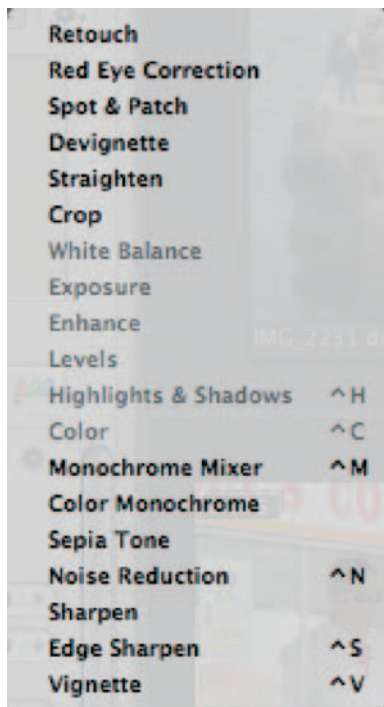 Retouch
Red Eye Correction
Spot & Patch
Devignette
Straighten
Crop
White Balance
Exposure
Enhance
IMG_2231.d
Levels
Highlights & Shadows ^H
Color ^C
Monochrome Mixer ^M
Color Monochrome
Sepia Tone
Noise Reduction ^N
Sharpen
Edge Sharpen ^S
Vignette ^V